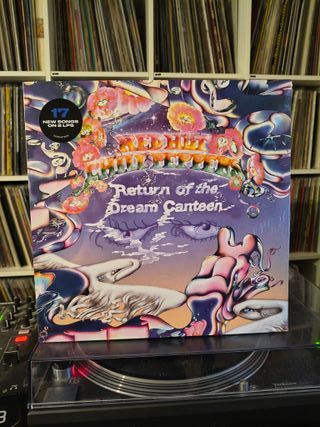 17
NEW SONGS
ON 2 LPS
RED HOT
CHILI PEPPERS
Return of the
Dream Canteen